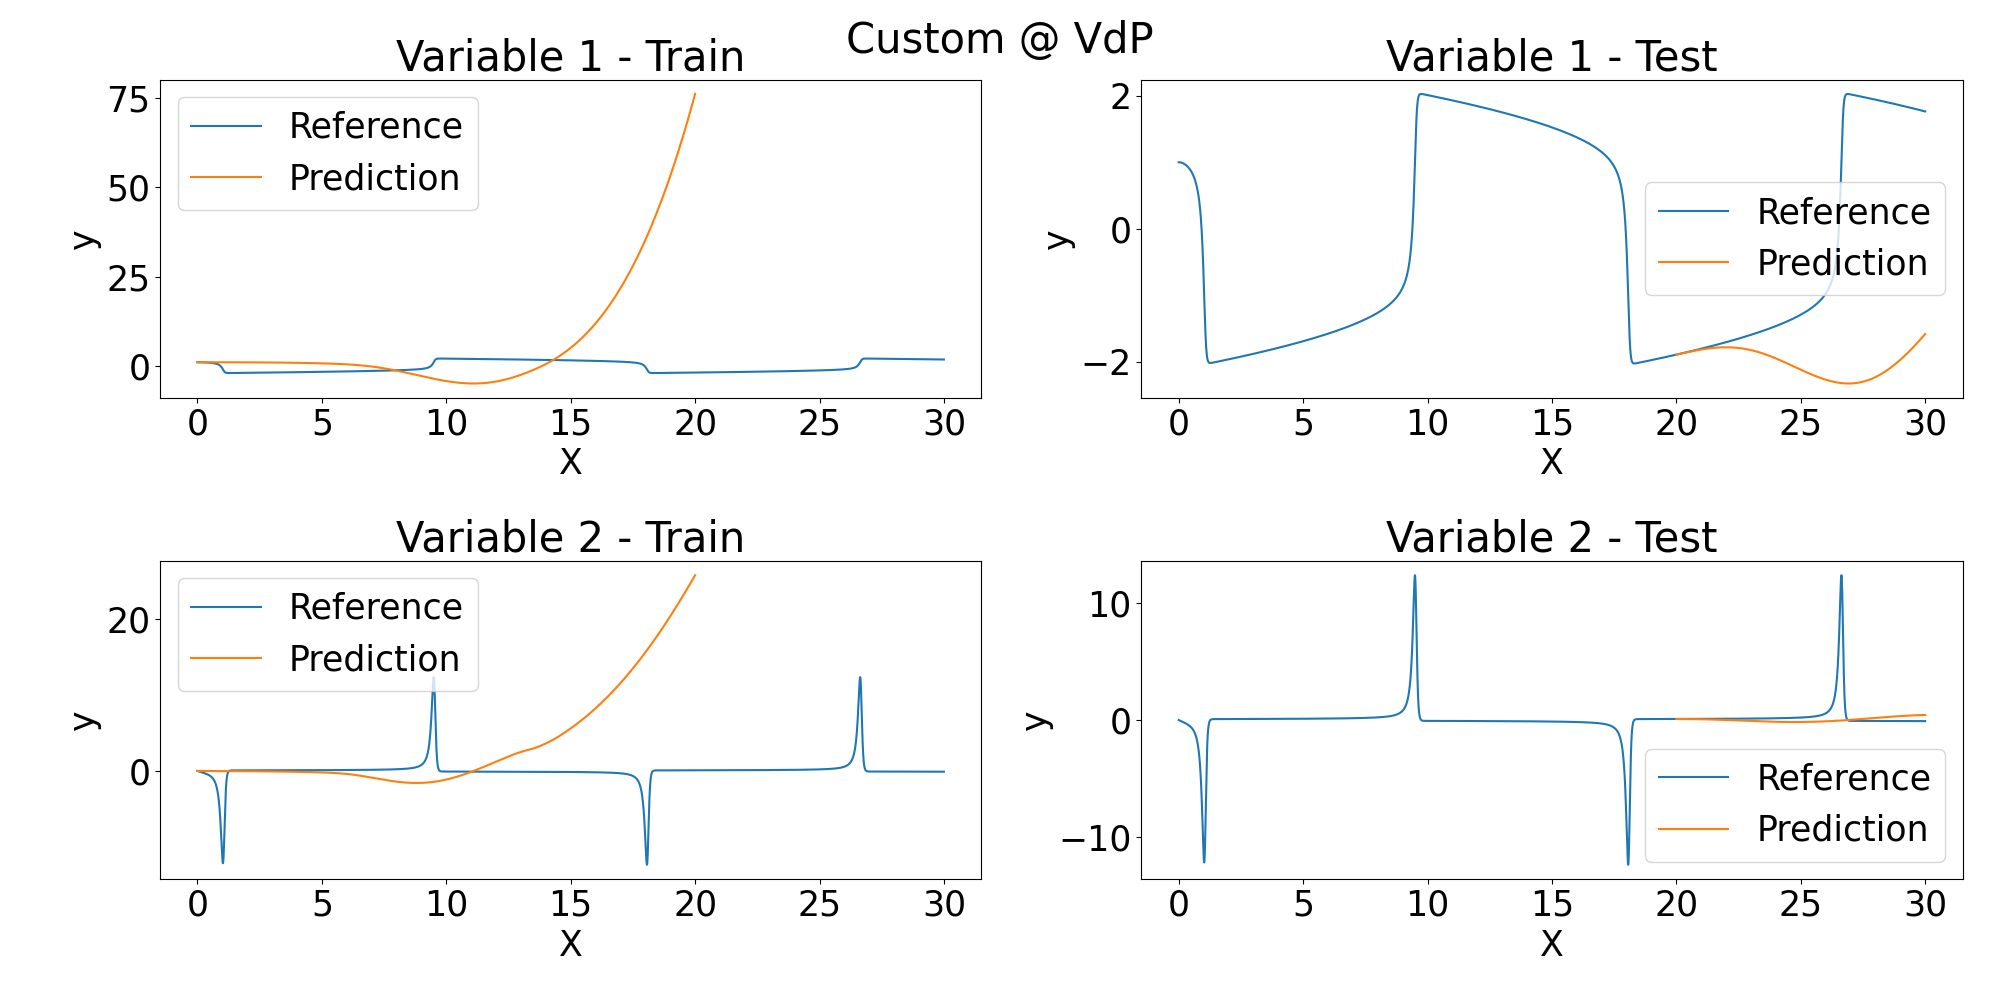 Custom @ VdP
Variable 1 - Train
75
50
25
0
y
Reference
Prediction
0 5 10 15 20 25 30
X
Variable 1 - Test
2
0
−2
y
Reference
Prediction
0 5 10 15 20 25 30
X
Variable 2 - Train
20
0
y
Reference
Prediction
0 5 10 15 20 25 30
X
Variable 2 - Test
10
0
−10
y
Reference
Prediction
0 5 10 15 20 25 30
X